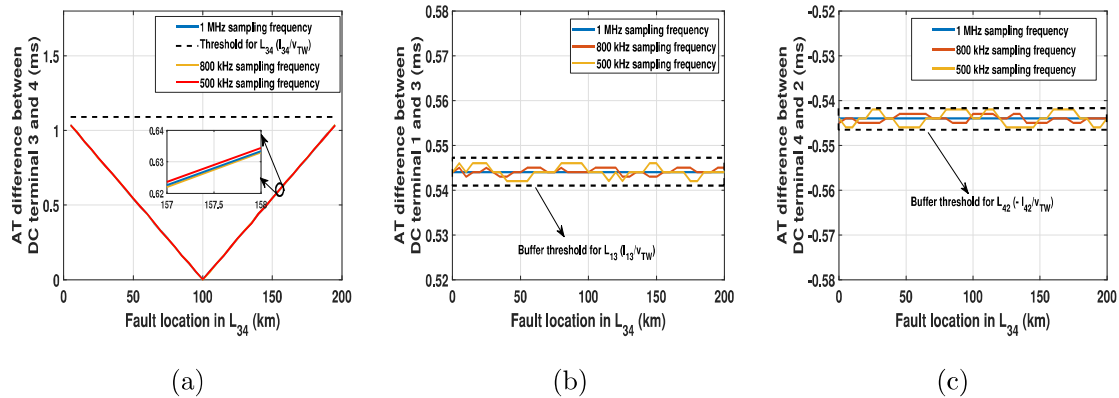 AT difference between
DC terminal 3 and 4 (ms)
1.5
1
0.5
0
1 MHz sampling frequency
Threshold for L34 (l34/vTW)
800 kHz sampling frequency
500 kHz sampling frequency
0.64
0.63
0.62
157
157.5
158
0
50
100
150
200
Fault location in L34 (km)
(a)
AT difference between
DC terminal 1 and 3 (ms)
0.58
0.57
0.56
0.55
0.54
0.53
0.52
1 MHz sampling frequency
800 kHz sampling frequency
500 kHz sampling frequency
Buffer threshold for L13 (l13/vTW)
0
50
100
150
200
Fault location in L34 (km)
(b)
AT difference between
DC terminal 4 and 2 (ms)
-0.52
-0.53
-0.54
-0.55
-0.56
-0.57
-0.58
1 MHz sampling frequency
800 kHz sampling frequency
500 kHz sampling frequency
Buffer threshold for L42 (- l42/vTW)
0
50
100
150
200
Fault location in L34 (km)
(c)